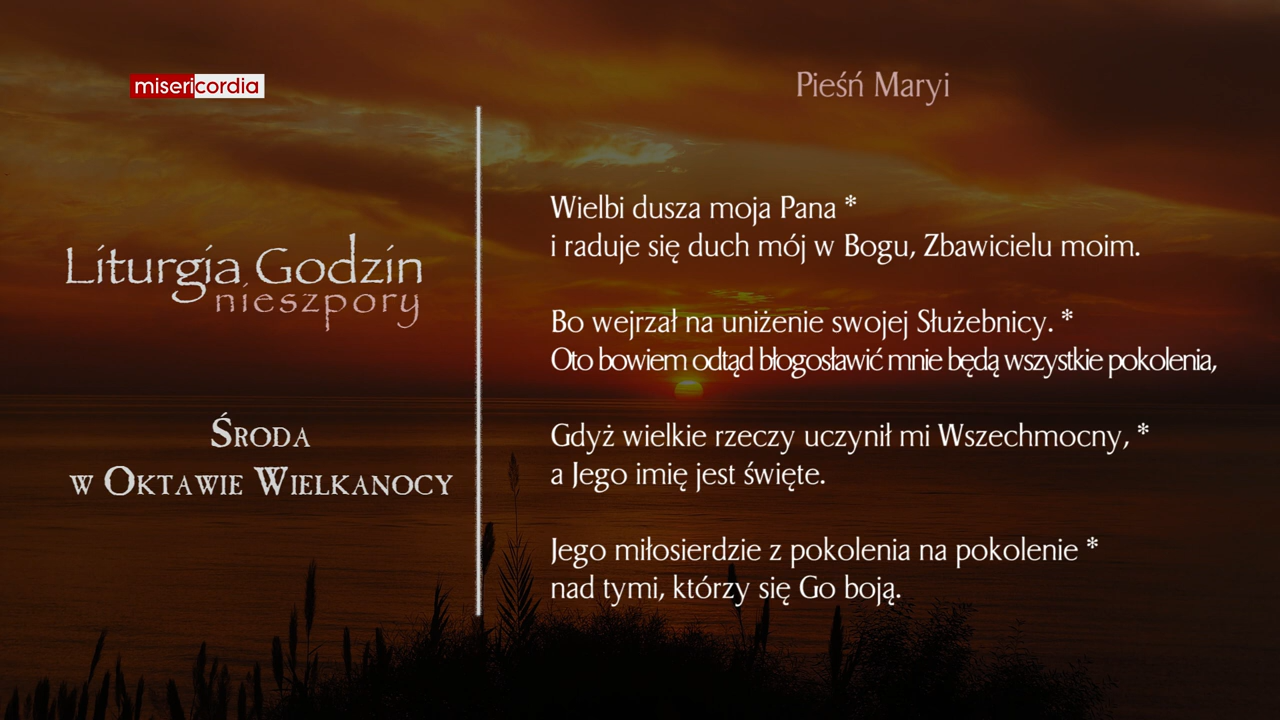 misericordia
Liturgia Godzin
nieszpory
Środa
w Oktawie Wielkanocy
Pieśń Maryi
Wielbi dusza moja Pana *
i raduje się duch mój w Bogu, Zbawicielu moim.
Bo wejrzał na uniżenie swojej Służebnicy. *
Oto bowiem odtąd błogosławić mnie będą wszystkie pokolenia,
Gdyż wielkie rzeczy uczynił mi Wszechmocny, *
a Jego imię jest święte.
Jego miłosierdzie z pokolenia na pokolenie *
nad tymi, którzy się Go boją.